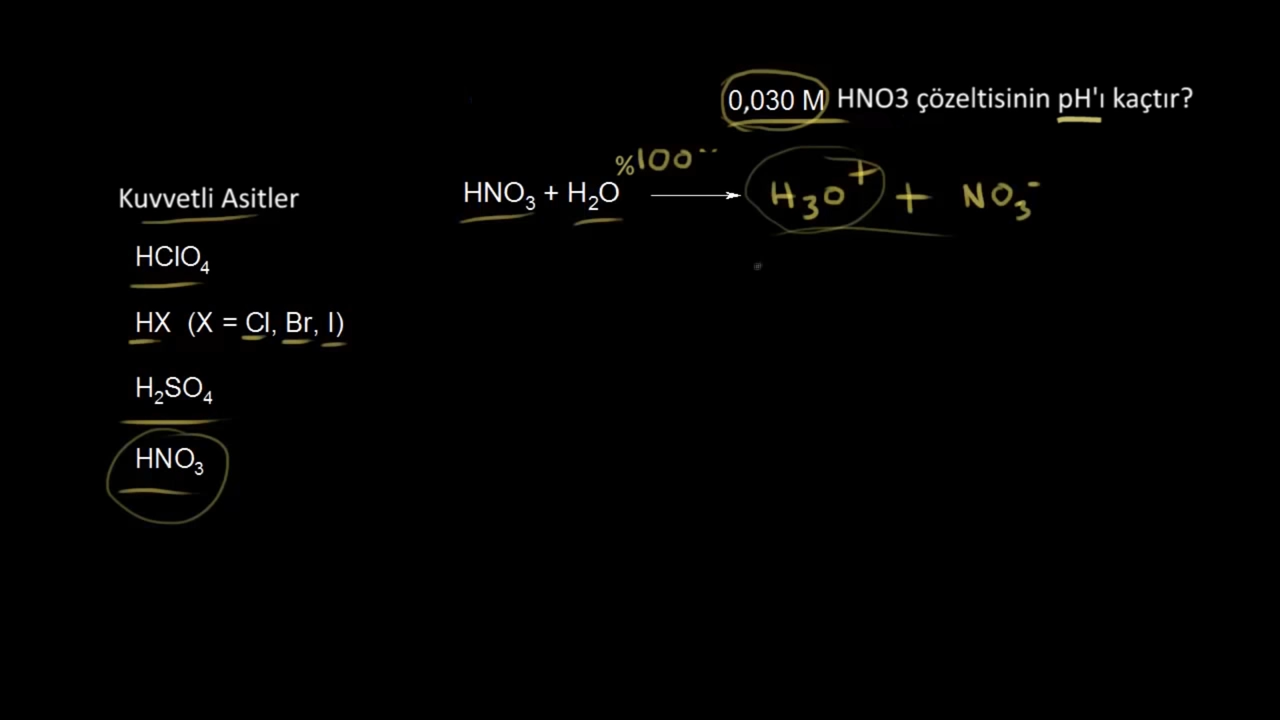 0,030 M HNO3 çözeltisinin pH'ı kaçtır?
%100
HNO₃ + H₂O ⟶ H₃O⁺ + NO₃⁻
Kuvvetli Asitler
HClO₄
HX (X = Cl, Br, I)
H₂SO₄
HNO₃